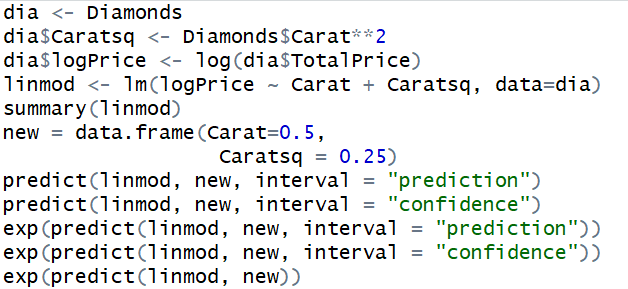 dia <- Diamonds
dia$Caratsq <- Diamonds$Carat**2
dia$logPrice <- log(dia$TotalPrice)
linmod <- lm(logPrice ~ Carat + Caratsq, data=dia)
summary(linmod)
new = data.frame(Carat=0.5,
                 Caratsq = 0.25)
predict(linmod, new, interval = "prediction")
predict(linmod, new, interval = "confidence")
exp(predict(linmod, new, interval = "prediction"))
exp(predict(linmod, new, interval = "confidence"))
exp(predict(linmod, new))